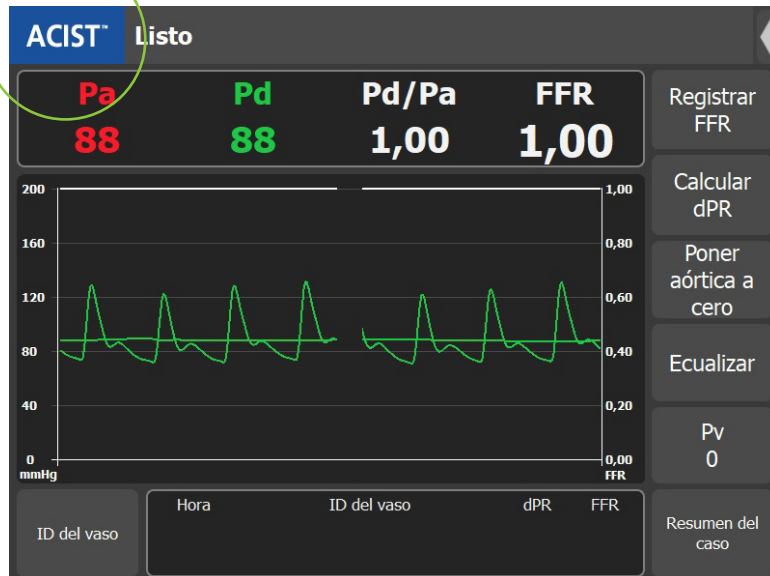 ACIST™ Listo
Pa Pd Pd/Pa FFR
88 88 1,00 1,00
Registrar
FFR
Calcular
dPR
Poner
aórtica a
cero
Ecualizar
Pv
0
200
160
120
80
40
0
mmHg
1,00
0,80
0,60
0,40
0,20
0,00
FFR
ID del vaso
Hora ID del vaso dPR FFR
Resumen del
caso